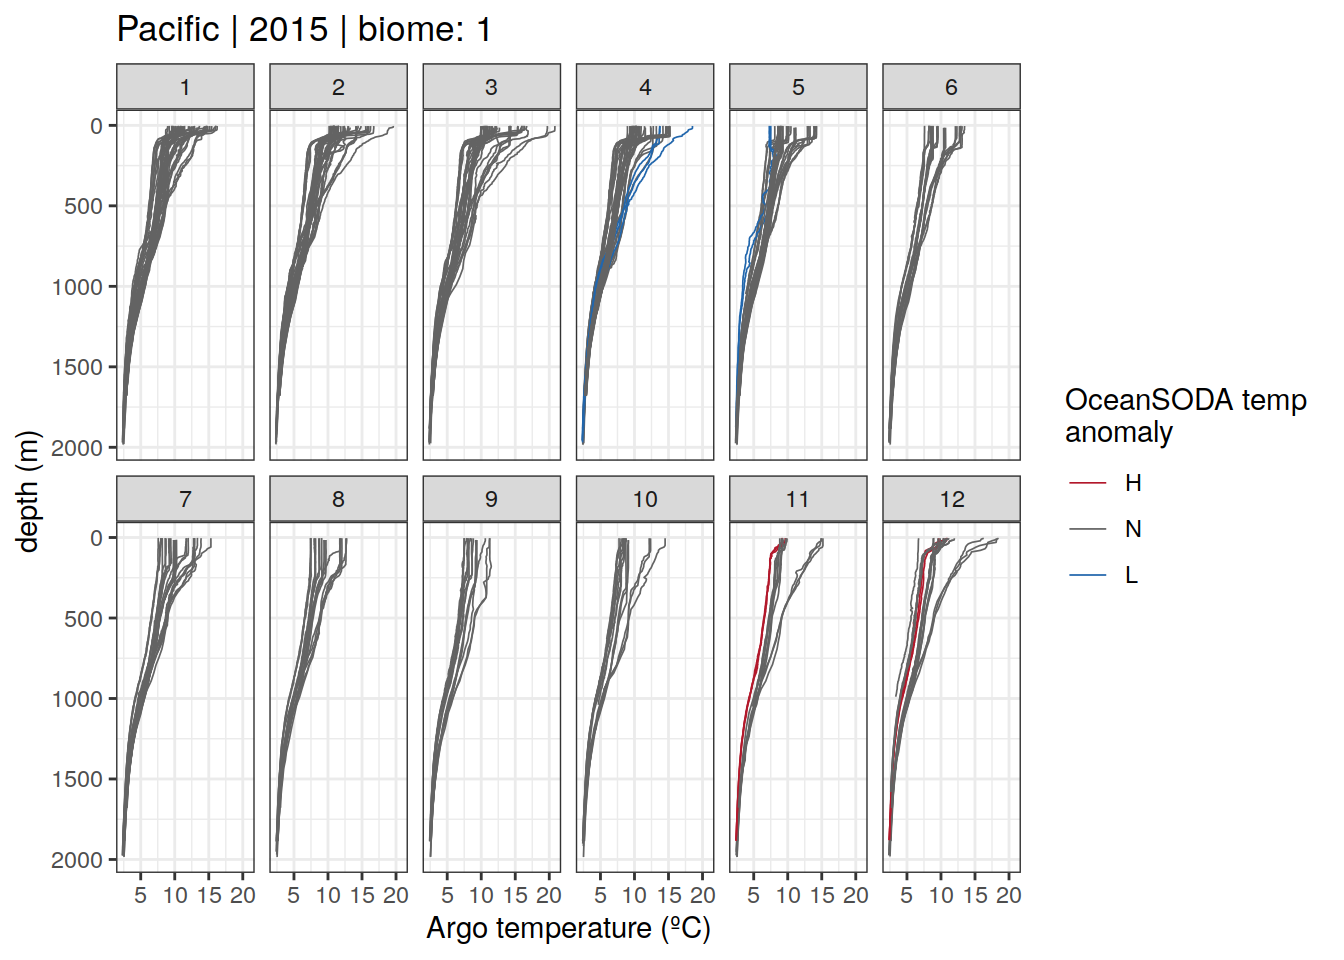 Pacific | 2015 | biome: 1
1 2 3 4 5 6
0
500
1000
1500
2000
7 8 9 10 11 12
0
500
1000
1500
2000
5 10 15 20 5 10 15 20 5 10 15 20 5 10 15 20 5 10 15 20 5 10 15 20
Argo temperature (ºC)
depth (m)
OceanSODA temp
anomaly
H
N
L